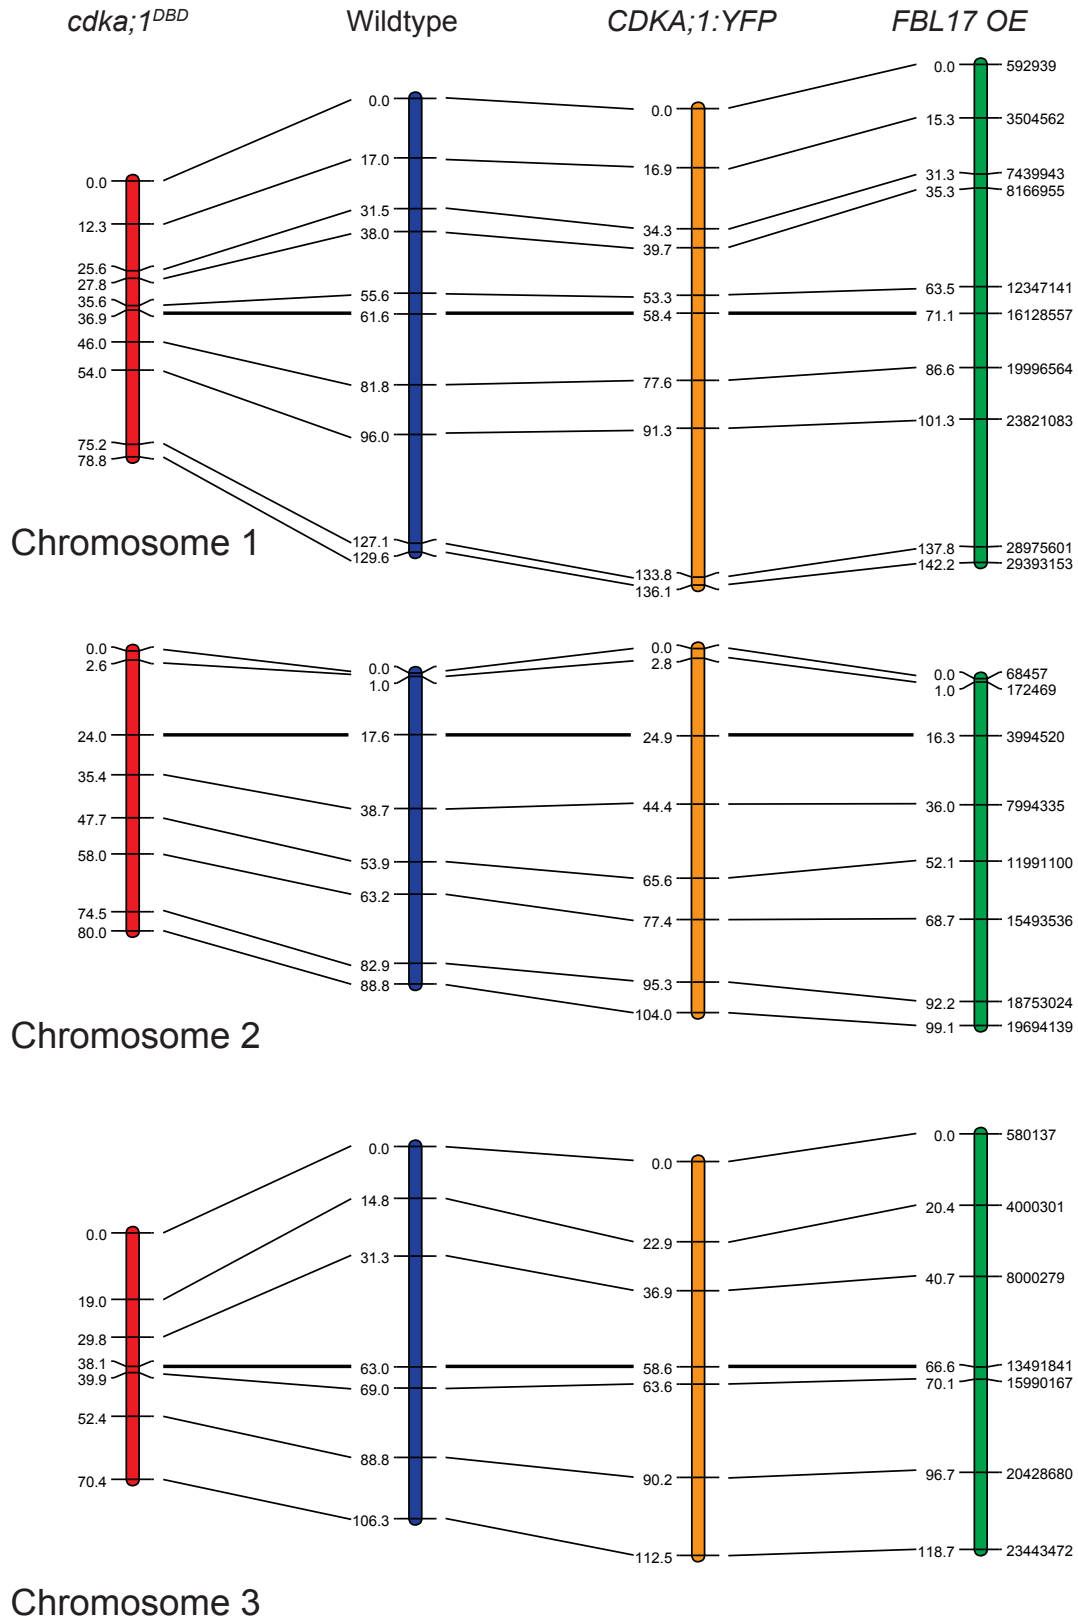 cdka;1DBD Wildtype CDKA;1:YFP FBL17 OE
0.0 0.0 0.0 0.0 592939
12.3 17.0 16.9 15.3 3504562
25.6 31.5 34.3 31.3 7439943
27.8 38.0 39.7 35.3 8166955
35.6 55.6 53.3 63.5 12347141
36.9 61.6 58.4 71.1 16128557
46.0 81.8 77.6 86.6 19996564
54.0 96.0 91.3 101.3 23821083
75.2 127.1 133.8 137.8 28975601
78.8 129.6 136.1 142.2 29393153
Chromosome 1
0.0 0.0 0.0 0.0 68457
2.6 1.0 2.8 1.0 172469
24.0 17.6 24.9 16.3 3994520
35.4 38.7 44.4 36.0 7994335
47.7 53.9 65.6 52.1 11991100
58.0 63.2 77.4 68.7 15493536
74.5 82.9 95.3 92.2 18753024
80.0 88.8 104.0 99.1 19694139
Chromosome 2
0.0 0.0 0.0 0.0 580137
19.0 14.8 22.9 20.4 4000301
29.8 31.3 36.9 40.7 8000279
38.1 63.0 58.6 66.6 13491841
39.9 69.0 63.6 70.1 15990167
52.4 88.8 90.2 96.7 20428680
70.4 106.3 112.5 118.7 23443472
Chromosome 3